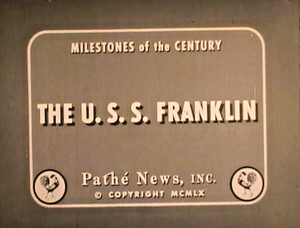 MILESTONES of the CENTURY
THE U. S. S. FRANKLIN
Pathé News, INC.
© COPYRIGHT MCMLX